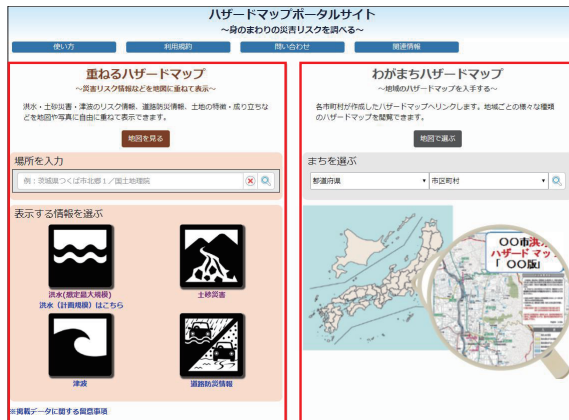 ハザードマップポータルサイト
～身のまわりの災害リスクを調べる～
使い方
利用規約
問い合わせ
関連情報
重ねるハザードマップ
～災害リスク情報などを地図に重ねて表示～
洪水・土砂災害・津波のリスク情報、道路防災情報、土地の特徴・成り立ちな
どを地図や写真に自由に重ねて表示できます。
地図を見る
場所を入力
例：茨城県つくば市北郷１／国土地理院
表示する情報を選ぶ
洪水(想定最大規模)
洪水（計画規模）はこちら
土砂災害
津波
道路防災情報
※掲載データに関する留意事項
わがまちハザードマップ
～地域のハザードマップを入手する～
各市町村が作成したハザードマップへリンクします。地域ごとの様々な種類
のハザードマップを閲覧できます。
地図で選ぶ
まちを選ぶ
都道府県
市区町村
〇〇市洪
ハザード マッ
「 〇〇版」